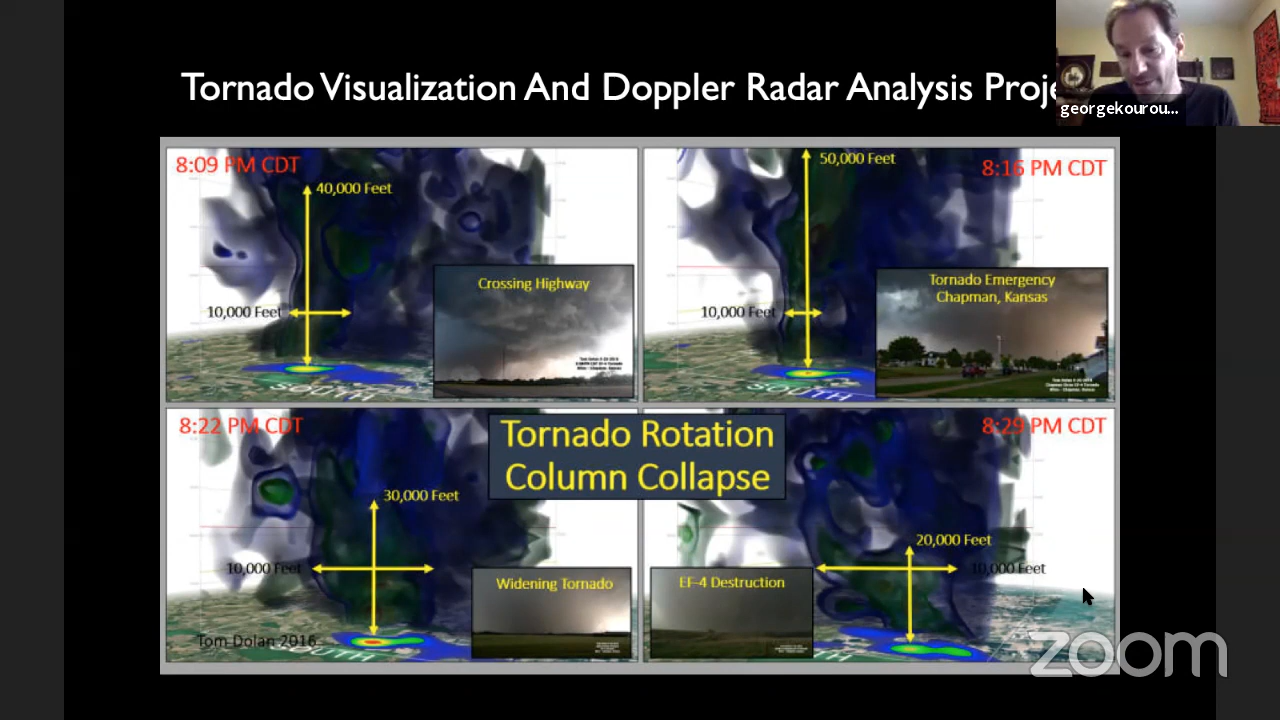 Tornado Visualization And Doppler Radar Analysis Proje
georgekourou...
8:09 PM CDT
40,000 Feet
10,000 Feet
Crossing Highway
SOUTH
8:16 PM CDT
50,000 Feet
10,000 Feet
Tornado Emergency
Chapman, Kansas
SOUTH
Tornado Rotation
Column Collapse
8:22 PM CDT
30,000 Feet
10,000 Feet
Widening Tornado
Tom Dolan 2016
8:29 PM CDT
20,000 Feet
10,000 Feet
EF-4 Destruction
zoom